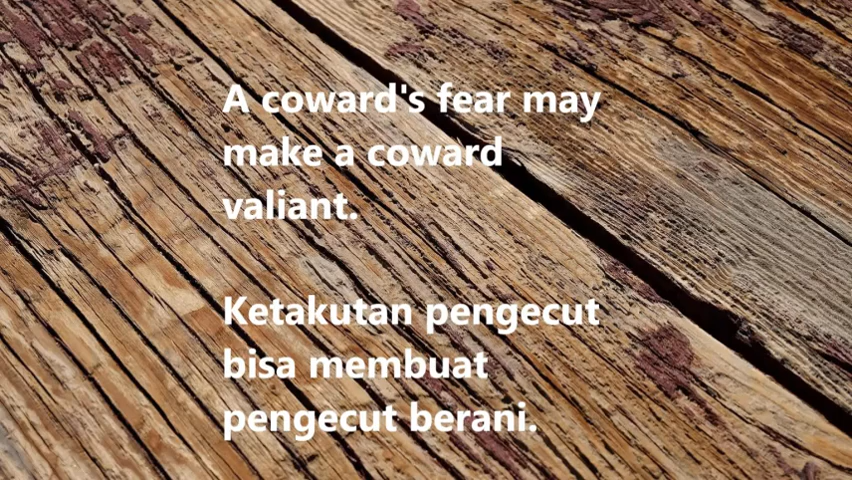 A coward's fear may
make a coward
valiant.
Ketakutan pengecut
bisa membuat
pengecut berani.